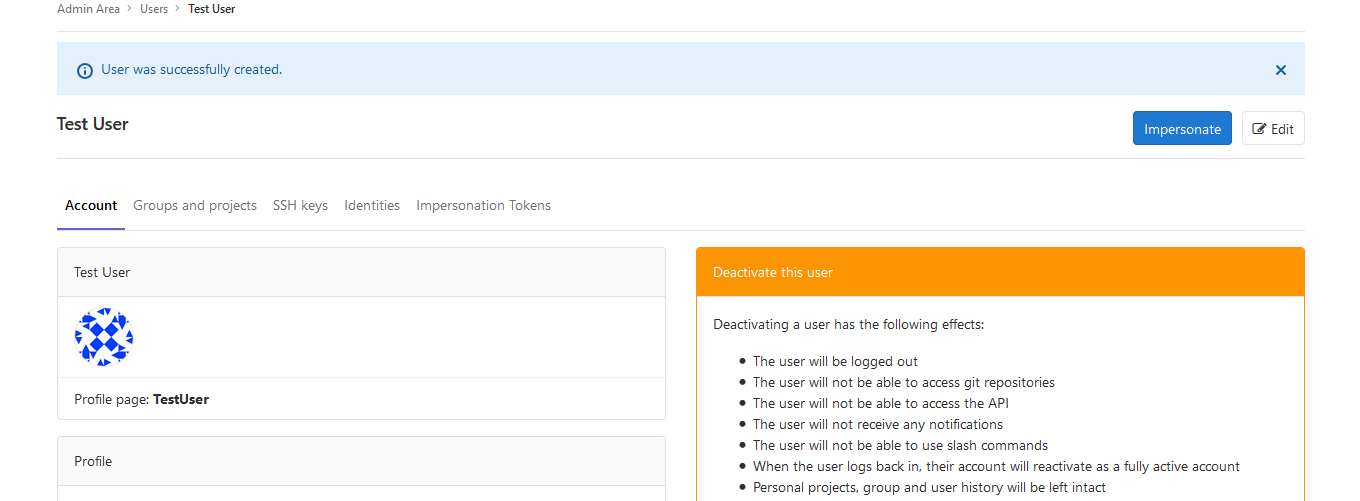 Admin Area > Users > Test User
User was successfully created.
Test User
Impersonate
Edit
Account Groups and projects SSH keys Identities Impersonation Tokens
Test User
Profile page: TestUser
Profile
Deactivate this user
Deactivating a user has the following effects:
• The user will be logged out
• The user will not be able to access git repositories
• The user will not be able to access the API
• The user will not receive any notifications
• The user will not be able to use slash commands
• When the user logs back in, their account will reactivate as a fully active account
• Personal projects, group and user history will be left intact